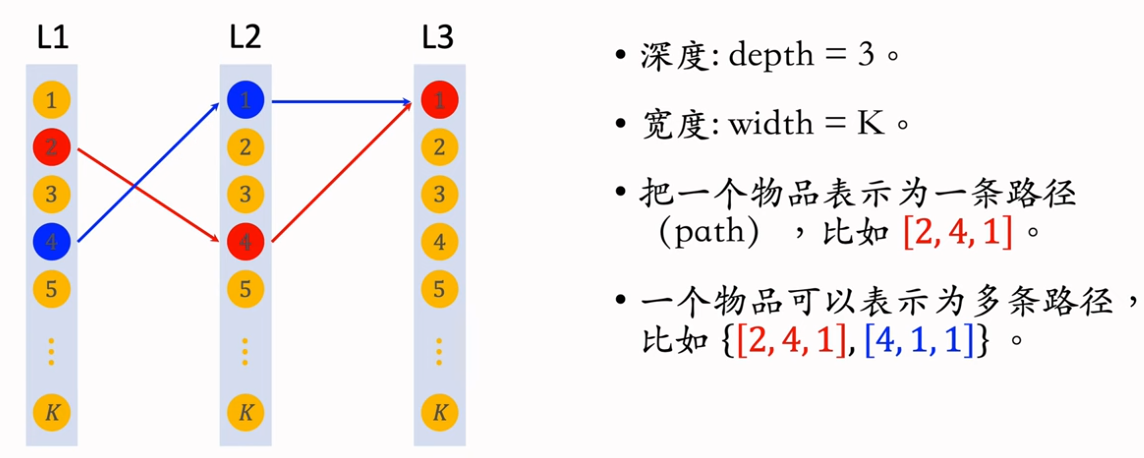 L1 L2 L3
1 1 1
2 2 2
3 3 3
4 4 4
5 5 5
K K K
• 深度: depth = 3。
• 宽度: width = K。
• 把一个物品表示为一条路径
（path），比如 [2, 4, 1]。
• 一个物品可以表示为多条路径，
比如 {[2, 4, 1], [4, 1, 1]} 。